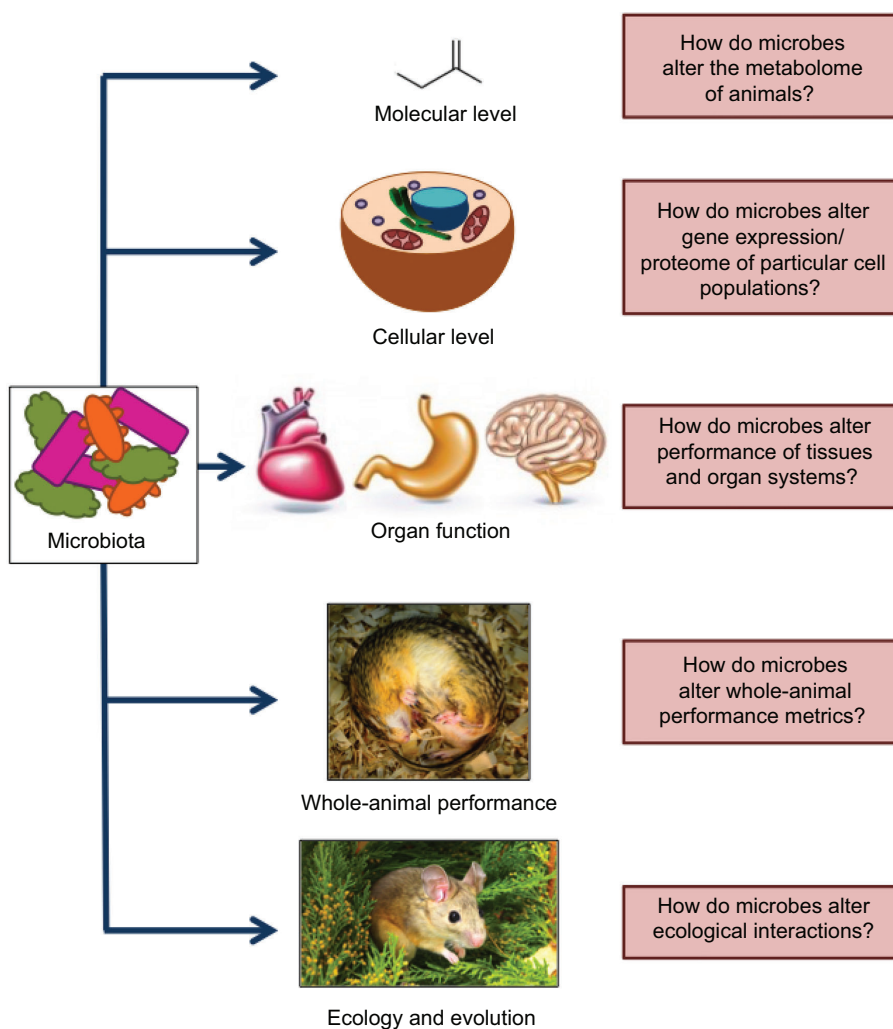 Molecular level
How do microbes
alter the metabolome
of animals?
Cellular level
How do microbes alter
gene expression/
proteome of particular cell
populations?
Microbiota
Organ function
How do microbes alter
performance of tissues
and organ systems?
Whole-animal performance
How do microbes
alter whole-animal
performance metrics?
Ecology and evolution
How do microbes alter
ecological interactions?